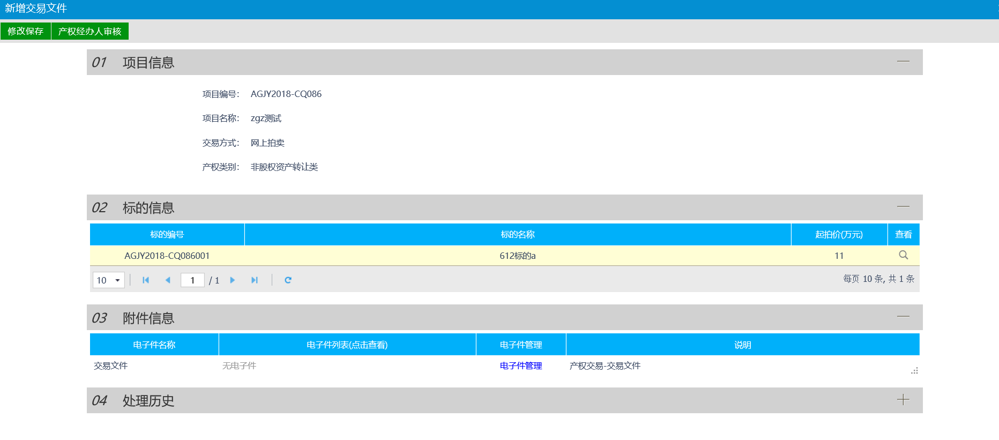 新增交易文件
修改保存 产权经办人审核
01 项目信息
项目编号： AGJY2018-CQ086
项目名称： zgz测试
交易方式： 网上拍卖
产权类别： 非股权资产转让类
02 标的信息
标的编号 标的名称 起拍价(万元) 查看
AGJY2018-CQ086001 612标的a 11
10 1 / 1 每页 10 条, 共 1 条
03 附件信息
电子件名称 电子件列表(点击查看) 电子件管理 说明
交易文件 无电子件 电子件管理 产权交易-交易文件
04 处理历史